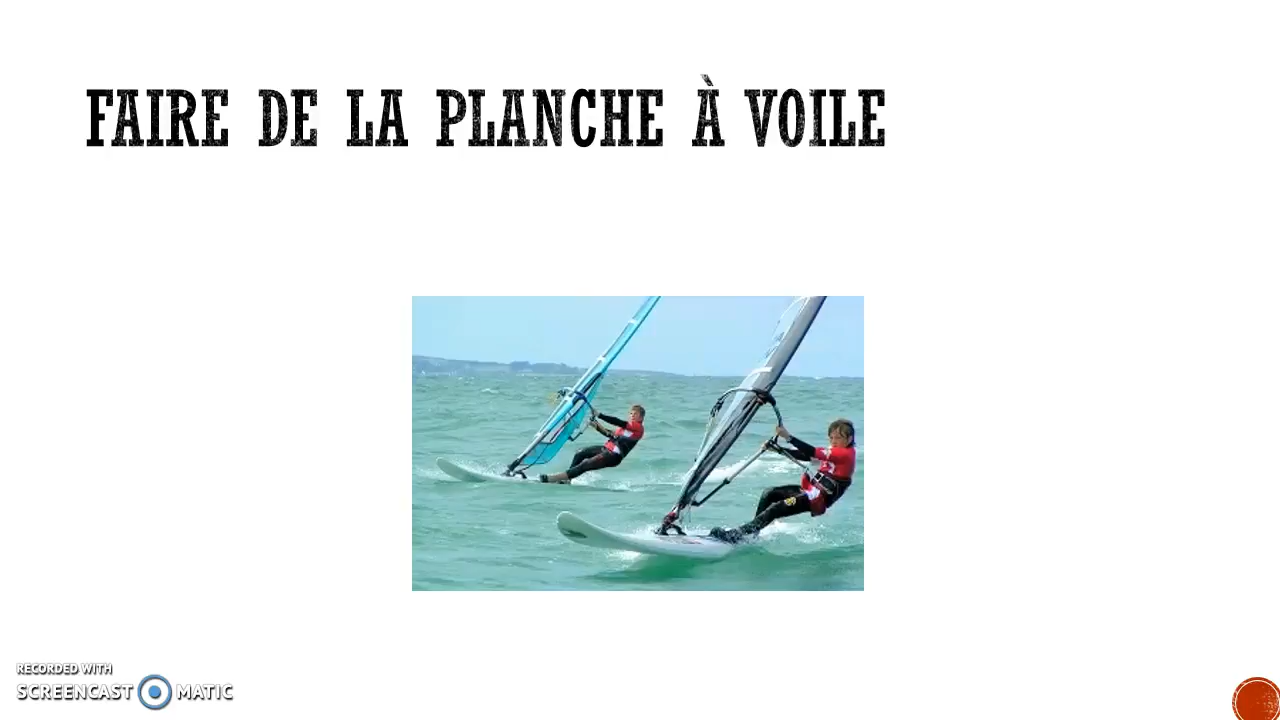 FAIRE DE LA PLANCHE À VOILE
RECORDED WITH
SCREENCAST MATIC